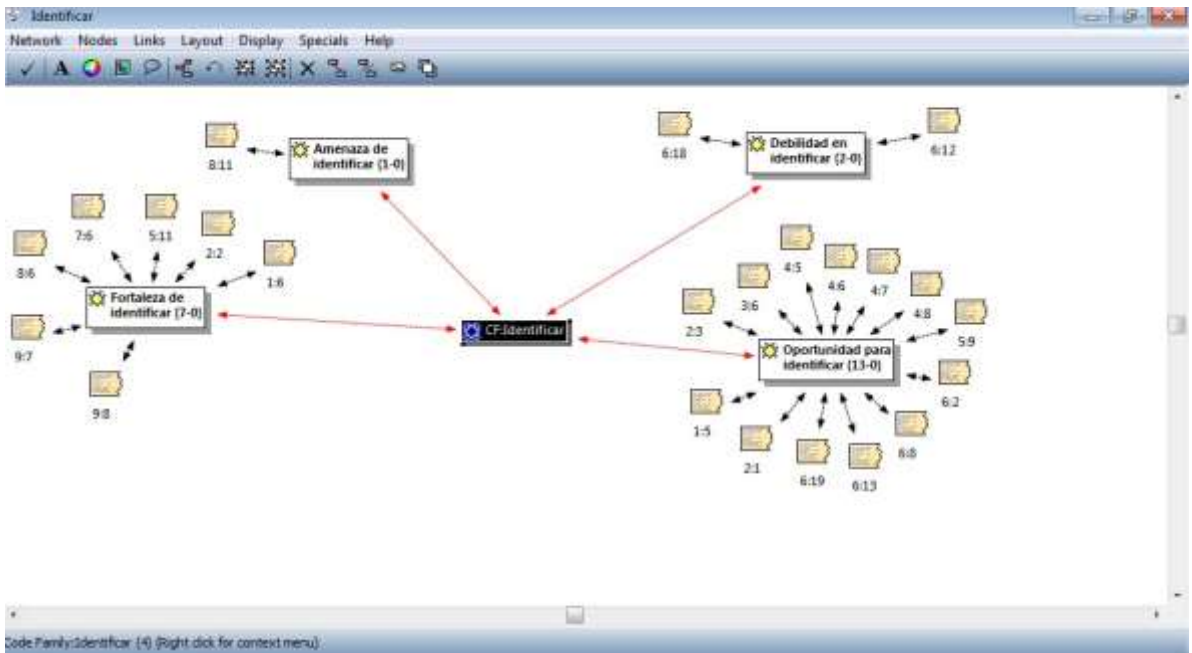 Identificar
Network Nodes Links Layout Display Specials Help
8:11
Amenaza de
identificar (1-0)
6:18
Debilidad en
identificar (2-0)
6:12
7:6
5:11
2:2
1:6
8:6
Fortaleza de
identificar (7-0)
9:7
9:8
CF:Identificar
4:5
4:6
4:7
4:8
3:6
2:3
5:9
Oportunidad para
identificar (13-0)
6:2
1:5
2:1
6:19
6:13
6:8
Code Family:Identificar (4) (Right click for context menu)